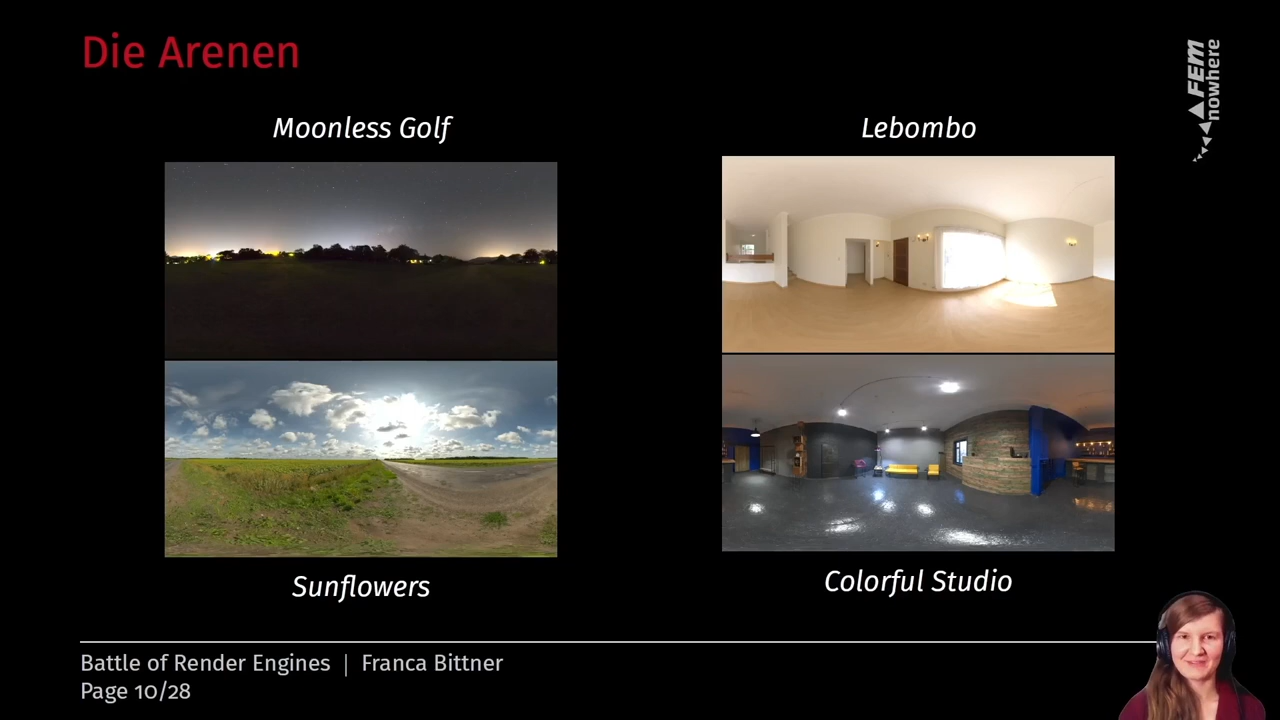 Die Arenen
FEM
nowhere
Moonless Golf
Lebombo
Sunflowers
Colorful Studio
Battle of Render Engines | Franca Bittner
Page 10/28